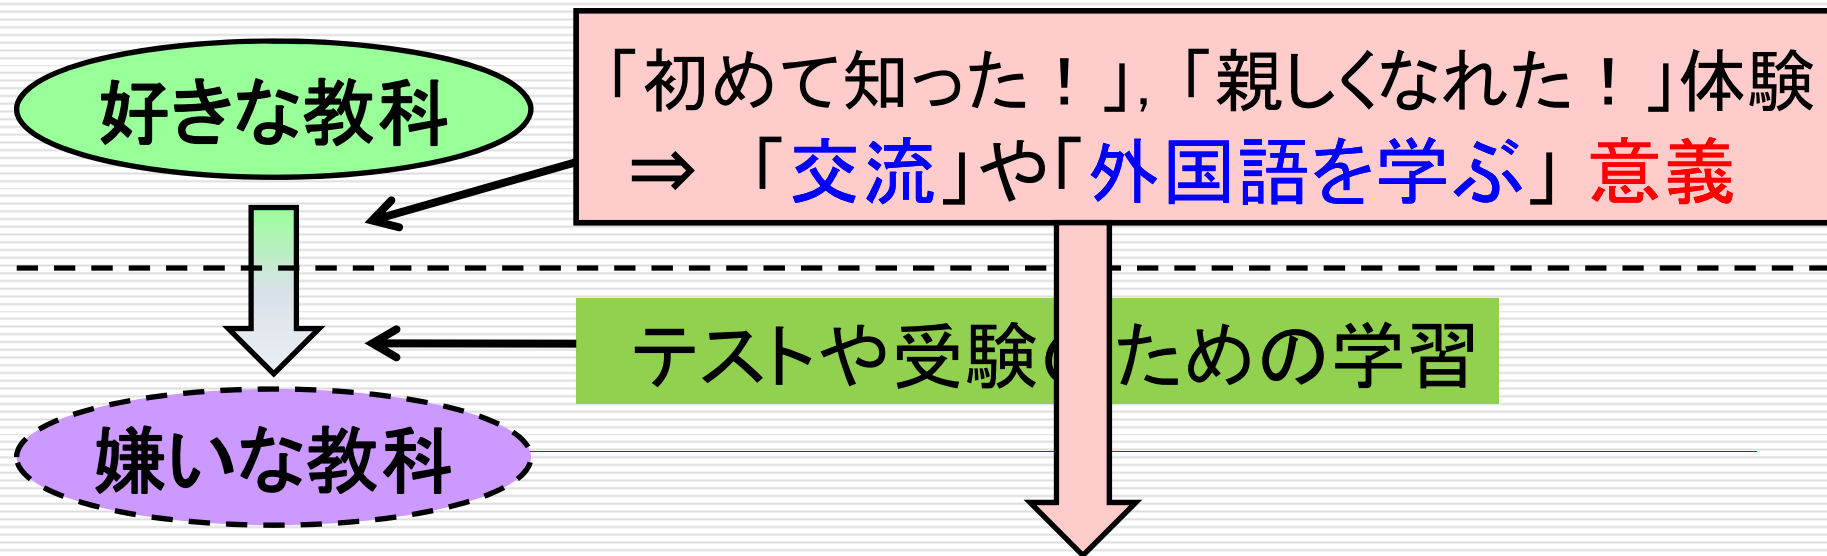 好きな教科
「初めて知った！」，「親しくなれた！」体験
⇒ 「交流」や「外国語を学ぶ」 意義
テストや受験のための学習
嫌いな教科